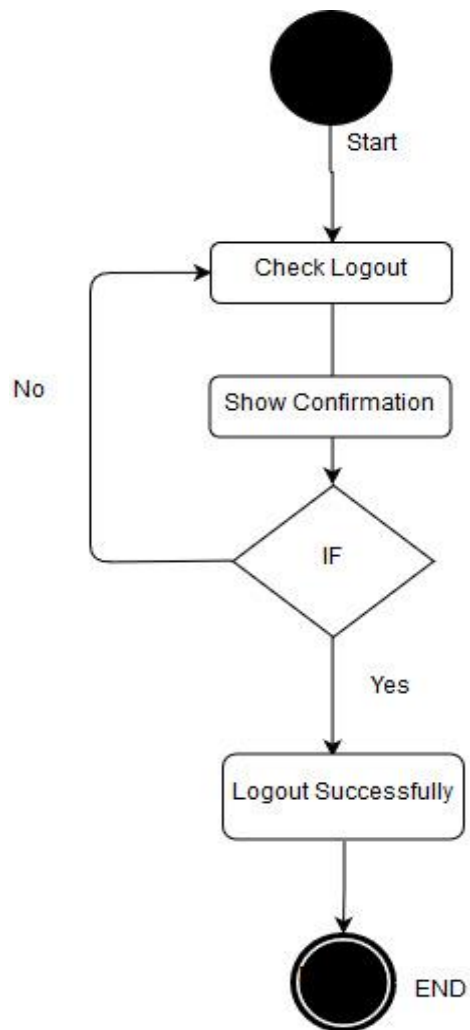 Start
Check Logout
No
Show Confirmation
IF
Yes
Logout Successfully
END